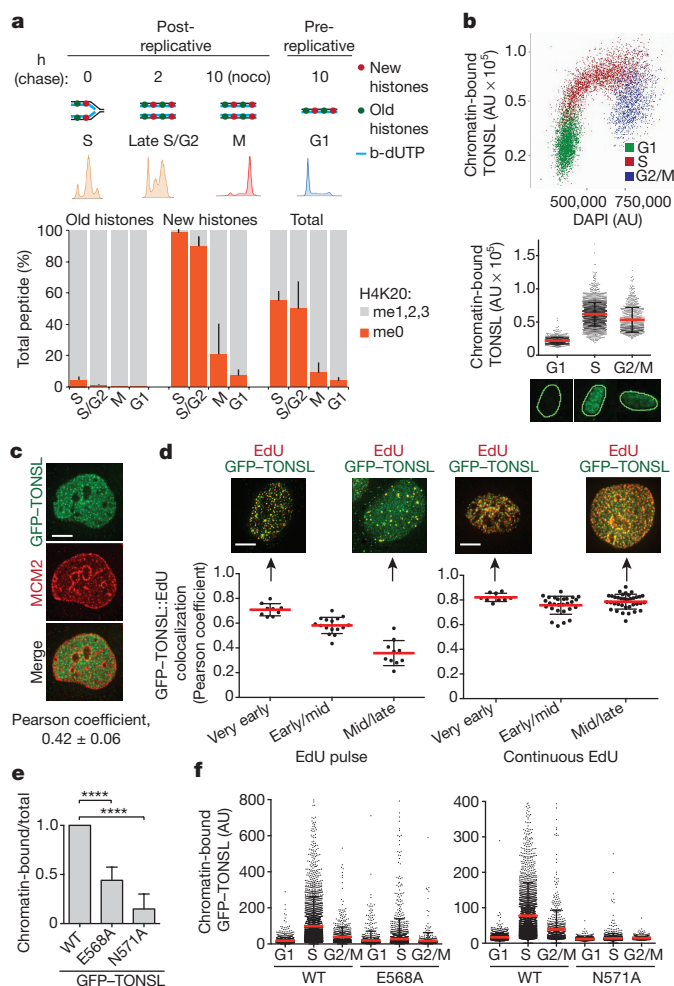 a
Post-replicative
Pre-replicative
h (chase):
0
2
10 (noco)
10
New histones
Old histones
b-dUTP
S
Late S/G2
M
G1
Old histones
New histones
Total
Total peptide (%)
100
80
60
40
20
0
H4K20:
me1,2,3
me0
S
S/G2
M
G1
S
S/G2
M
G1
S
S/G2
M
G1
b
Chromatin-bound TONSL (AU × 10⁵)
1.0
0.5
0.2
G1
S
G2/M
500,000
750,000
DAPI (AU)
Chromatin-bound TONSL (AU × 10⁵)
1.5
1.0
0.5
0
G1
S
G2/M
c
GFP–TONSL
MCM2
Merge
Pearson coefficient, 0.42 ± 0.06
d
EdU
GFP–TONSL
EdU
GFP–TONSL
EdU
GFP–TONSL
EdU
GFP–TONSL
GFP–TONSL::EdU colocalization (Pearson coefficient)
1.0
0.8
0.6
0.4
0.2
0
Very early
Early/mid
Mid/late
EdU pulse
1.0
0.8
0.6
0.4
0.2
0
Very early
Early/mid
Mid/late
Continuous EdU
e
Chromatin-bound/total
****
****
1.0
0.5
0
WT
E568A
N571A
GFP–TONSL
f
Chromatin-bound GFP–TONSL (AU)
800
600
400
200
0
G1
S
G2/M
G1
S
G2/M
WT
E568A
400
300
200
100
0
G1
S
G2/M
G1
S
G2/M
WT
N571A